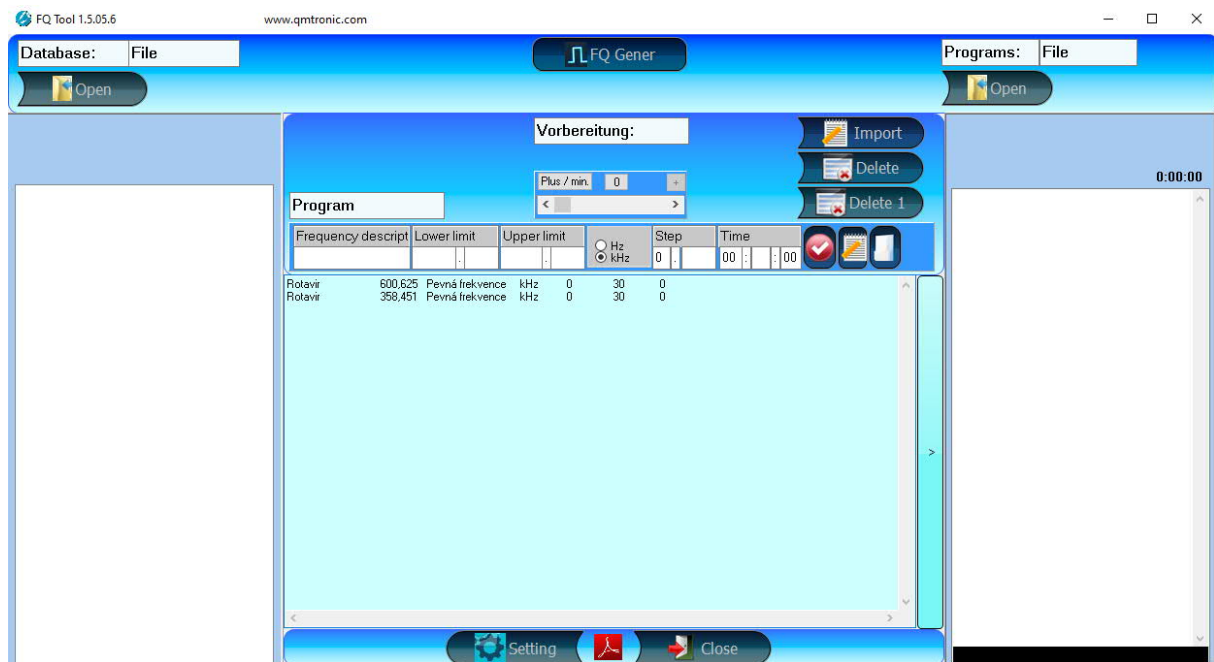 FQ Tool 1.5.05.6 www.qmtronic.com
Database: File FQ Gener Programs: File
Open Open
Vorbereitung: Import
Delete
Plus / min. 0 + 0:00:00
Program < > Delete 1
Frequency descript Lower limit Upper limit Hz Step Time
. . kHz 0 . 00 : : 00
Rotavir 600,625 Pevná frekvence kHz 0 30 0
Rotavir 358,451 Pevná frekvence kHz 0 30 0
>
Setting Close